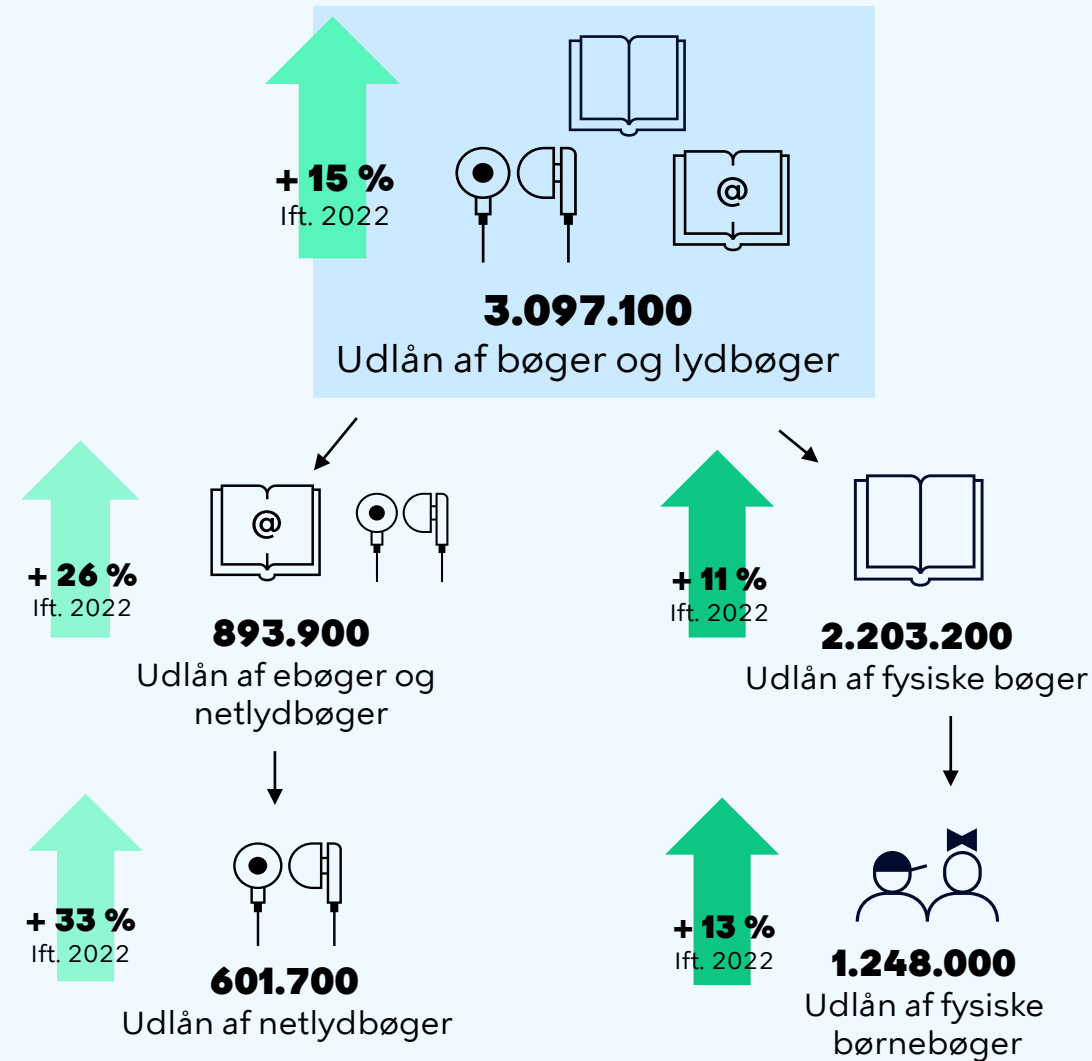 + 15 %
Ift. 2022
@
3.097.100
Udlån af bøger og lydbøger
+ 26 %
Ift. 2022
@
893.900
Udlån af ebøger og
netlydbøger
+ 11 %
Ift. 2022
2.203.200
Udlån af fysiske bøger
+ 33 %
Ift. 2022
601.700
Udlån af netlydbøger
+ 13 %
Ift. 2022
1.248.000
Udlån af fysiske
børnebøger